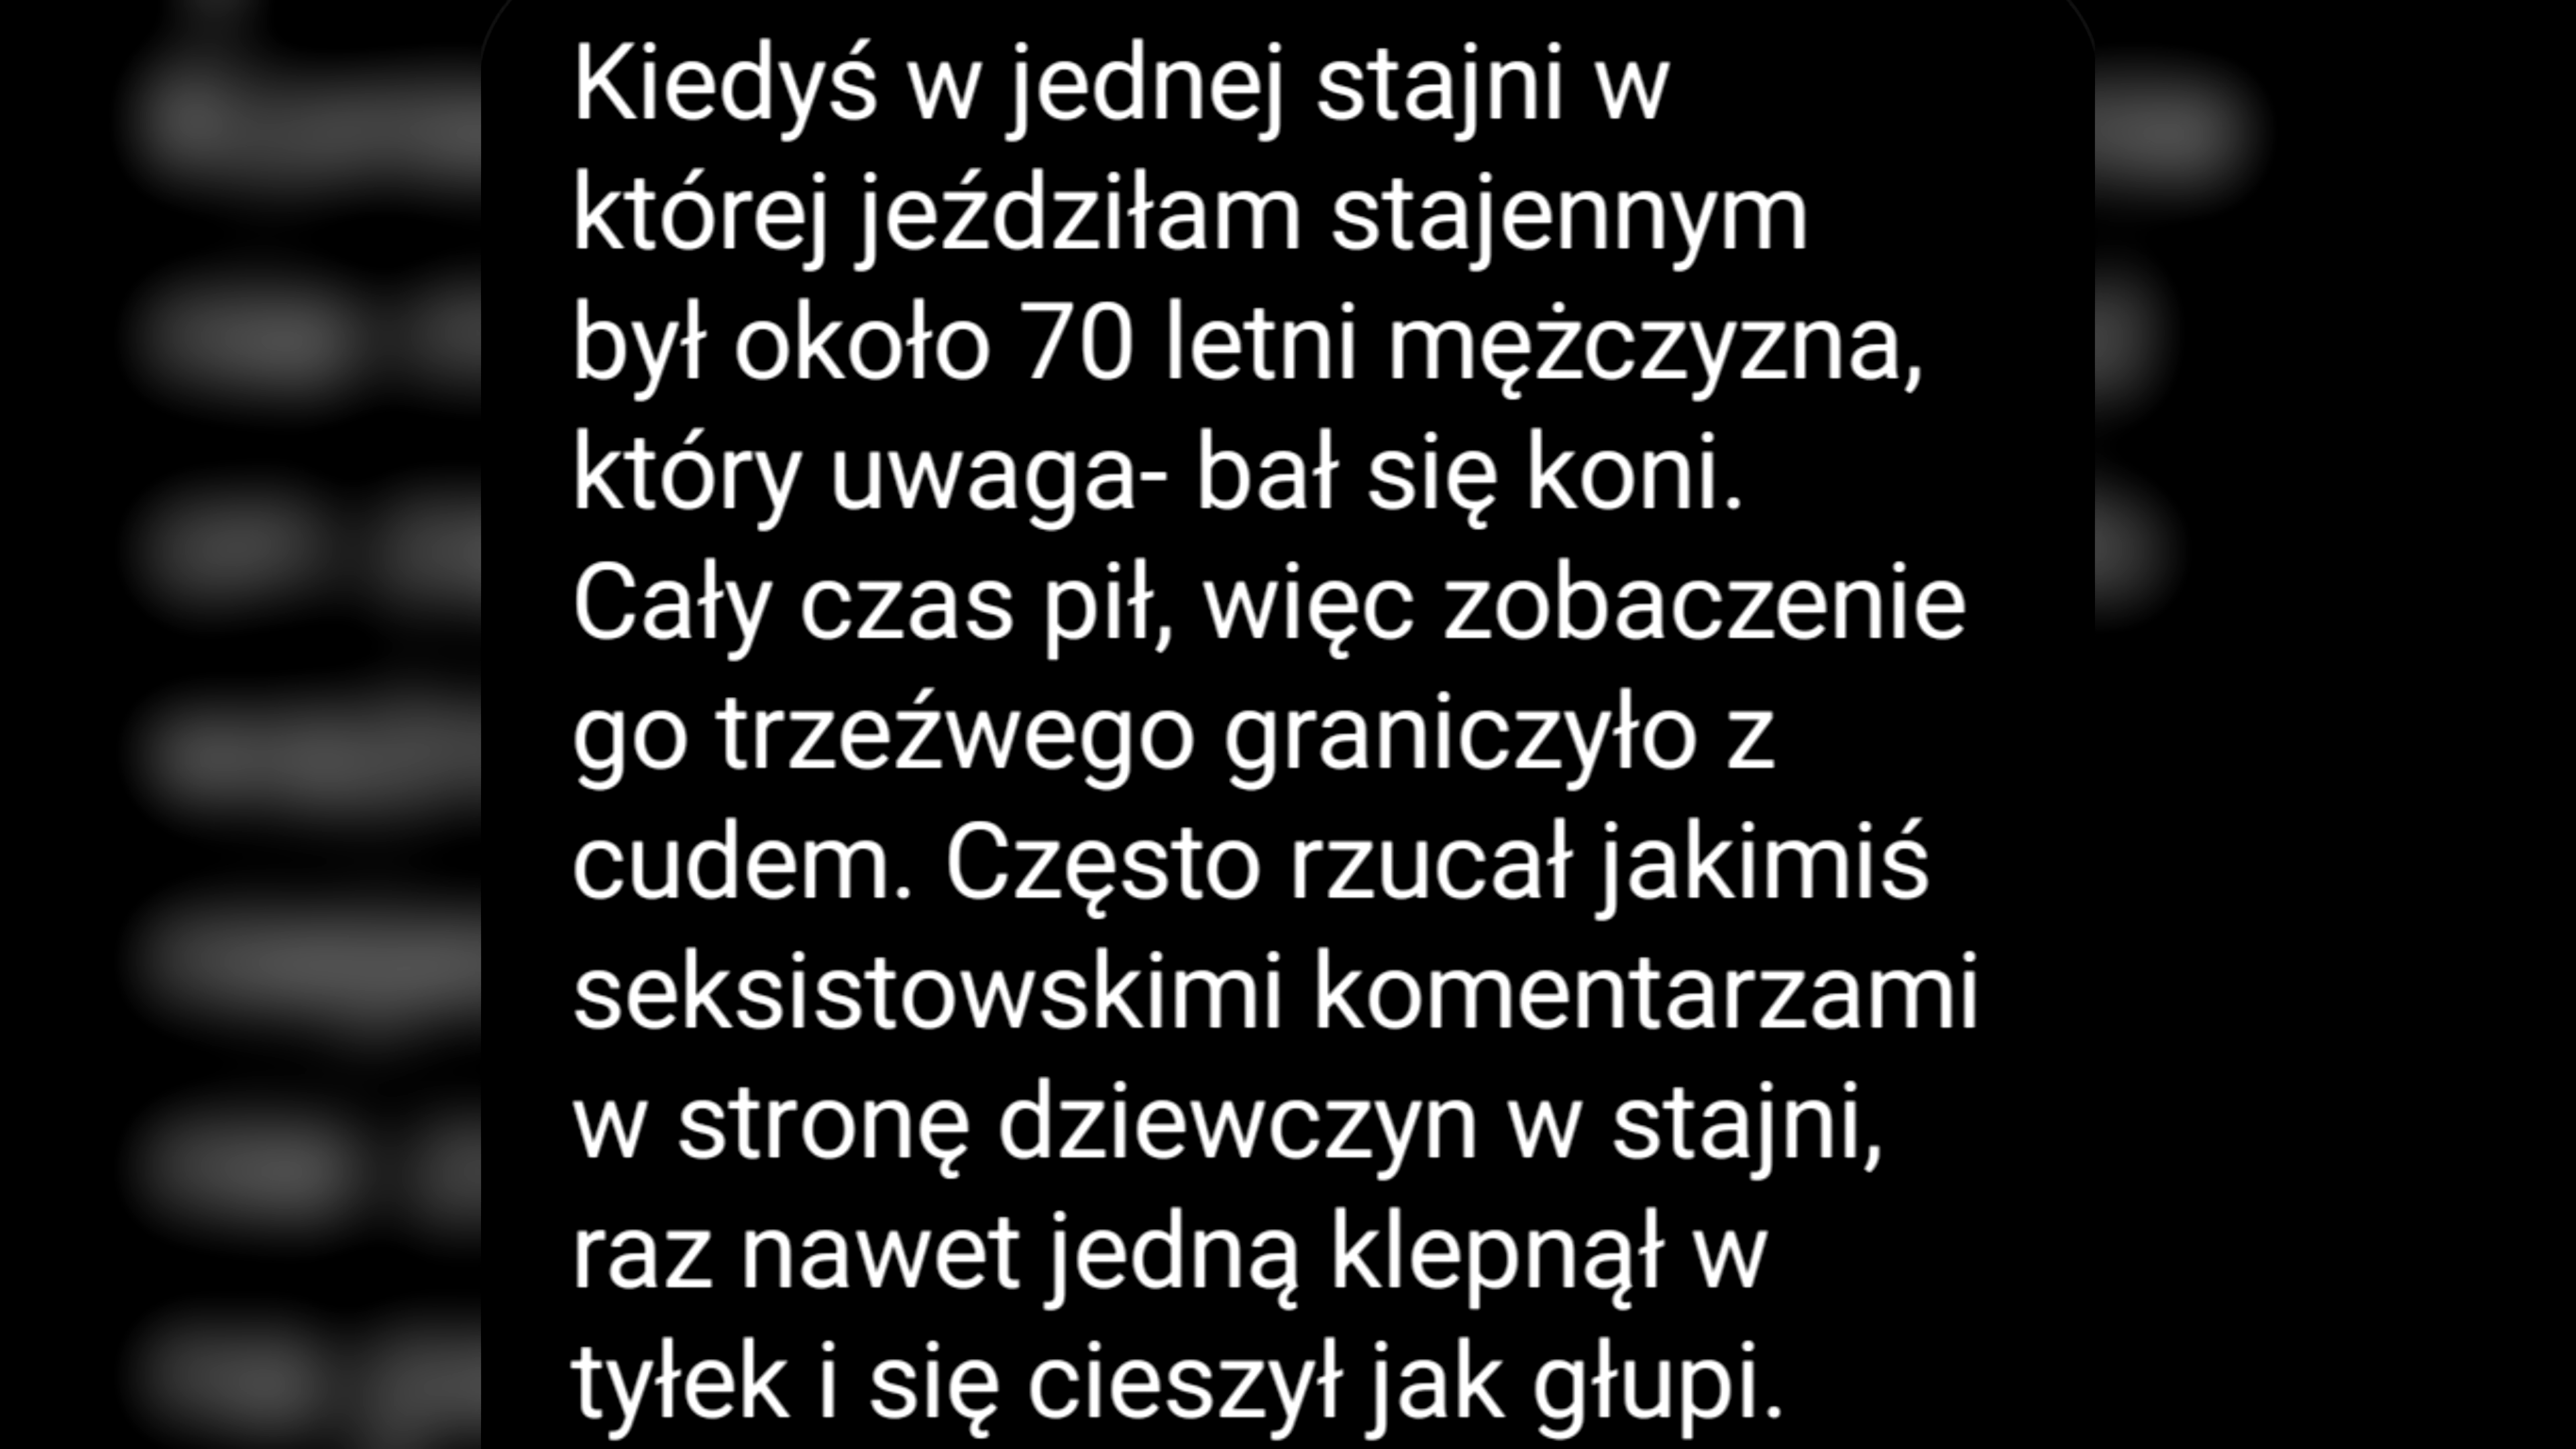 Kiedyś w jednej stajni w
której jeździłam stajennym
był około 70 letni mężczyzna,
który uwaga- bał się koni.
Cały czas pił, więc zobaczenie
go trzeźwego graniczyło z
cudem. Często rzucał jakimiś
seksistowskimi komentarzami
w stronę dziewczyn w stajni,
raz nawet jedną klepnął w
tyłek i się cieszył jak głupi.